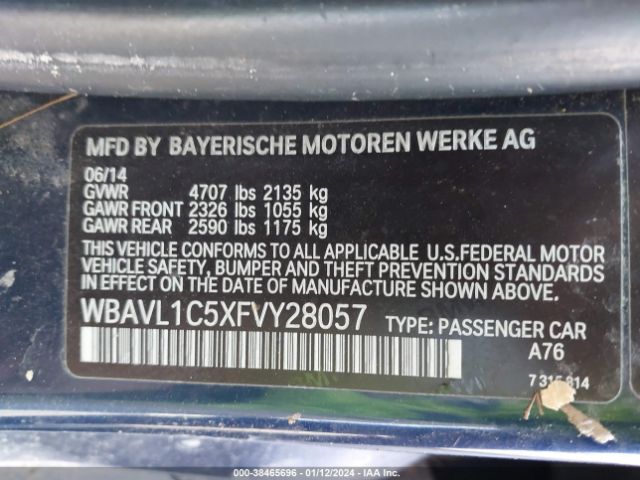 MFD BY BAYERISCHE MOTOREN WERKE AG
06/14
GVWR 4707 lbs 2135 kg
GAWR FRONT 2326 lbs 1055 kg
GAWR REAR 2590 lbs 1175 kg
THIS VEHICLE CONFORMS TO ALL APPLICABLE U.S.FEDERAL MOTOR
VEHICLE SAFETY, BUMPER AND THEFT PREVENTION STANDARDS
IN EFFECT ON THE DATE OF MANUFACTURE SHOWN ABOVE.
WBAVL1C5XFVY28057 TYPE: PASSENGER CAR
A76
000-38465696 - 01/12/2024 - IAA Inc.